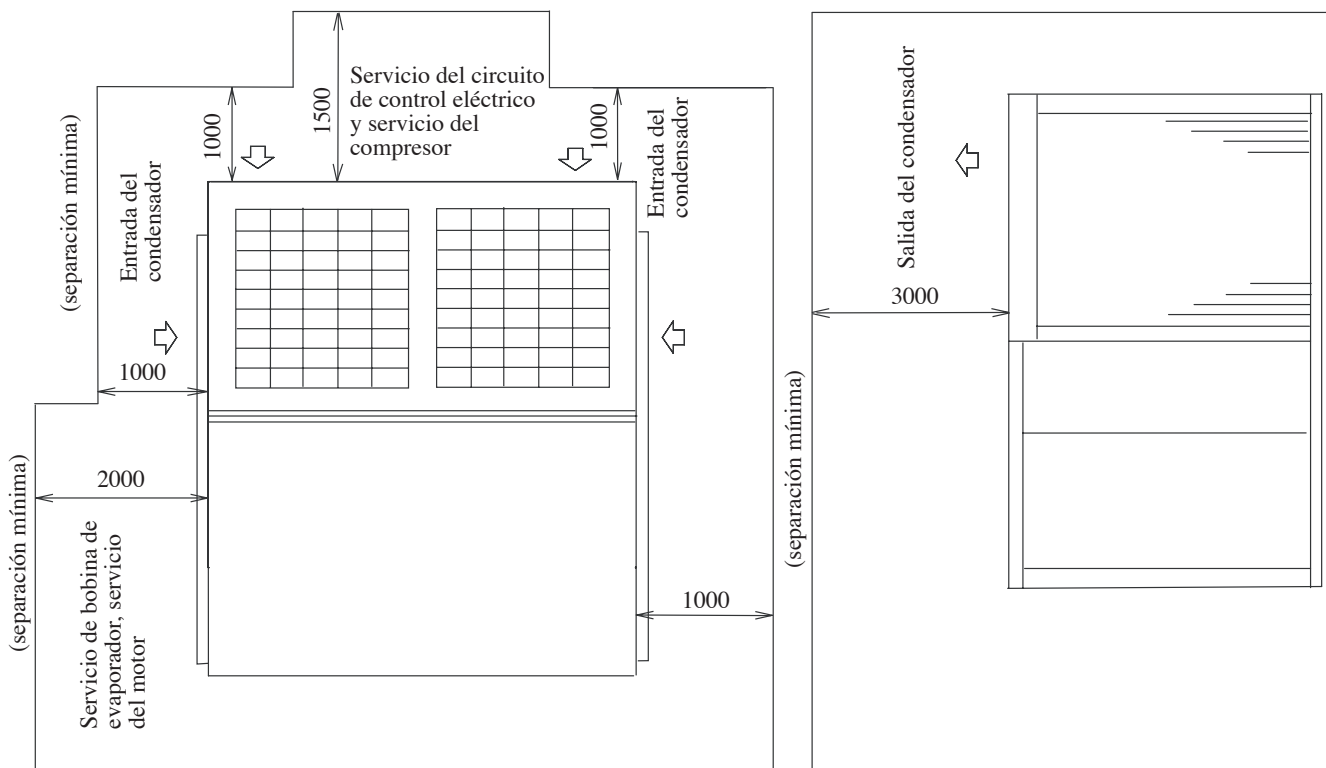 1500
Servicio del circuito
de control eléctrico
y servicio del
compresor
1000
1000
(separación mínima)
Entrada del
condensador
Entrada del
condensador
1000
2000
(separación mínima)
Servicio de bobina de
evaporador, servicio
del motor
1000
(separación mínima)
Salida del condensador
3000